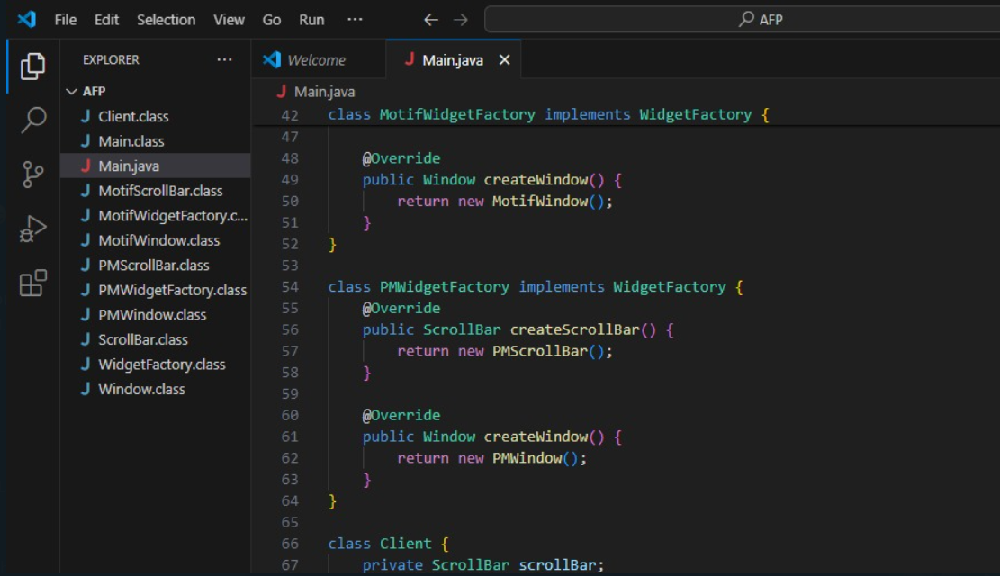 File Edit Selection View Go Run ··· ← → AFP
EXPLORER ···
AFP
Client.class
Main.class
Main.java
MotifScrollBar.class
MotifWidgetFactory.c...
MotifWindow.class
PMScrollBar.class
PMWidgetFactory.class
PMWindow.class
ScrollBar.class
WidgetFactory.class
Window.class
Welcome Main.java ×
Main.java
42 class MotifWidgetFactory implements WidgetFactory {
47
48 @Override
49 public Window createWindow() {
50 return new MotifWindow();
51 }
52 }
53
54 class PMWidgetFactory implements WidgetFactory {
55 @Override
56 public ScrollBar createScrollBar() {
57 return new PMScrollBar();
58 }
59
60 @Override
61 public Window createWindow() {
62 return new PMWindow();
63 }
64 }
65
66 class Client {
67 private ScrollBar scrollBar;